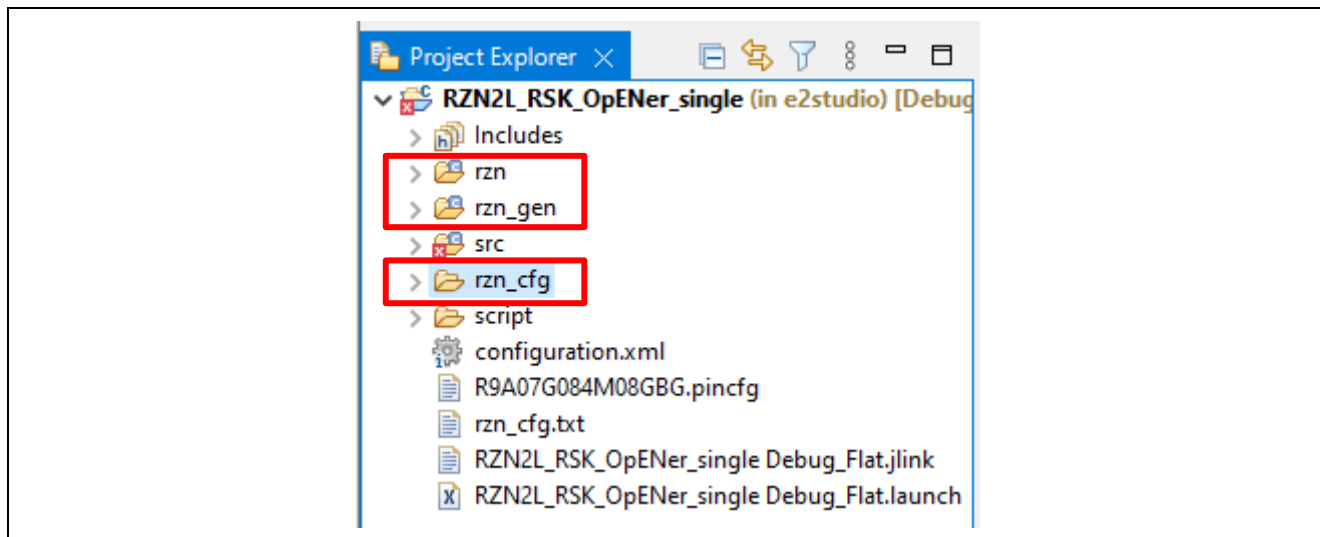 Project Explorer
RZN2L_RSK_OpENer_single (in e2studio) [Debug
Includes
rzn
rzn_gen
src
rzn_cfg
script
configuration.xml
R9A07G084M08GBG.pincfg
rzn_cfg.txt
RZN2L_RSK_OpENer_single Debug_Flat.jlink
RZN2L_RSK_OpENer_single Debug_Flat.launch